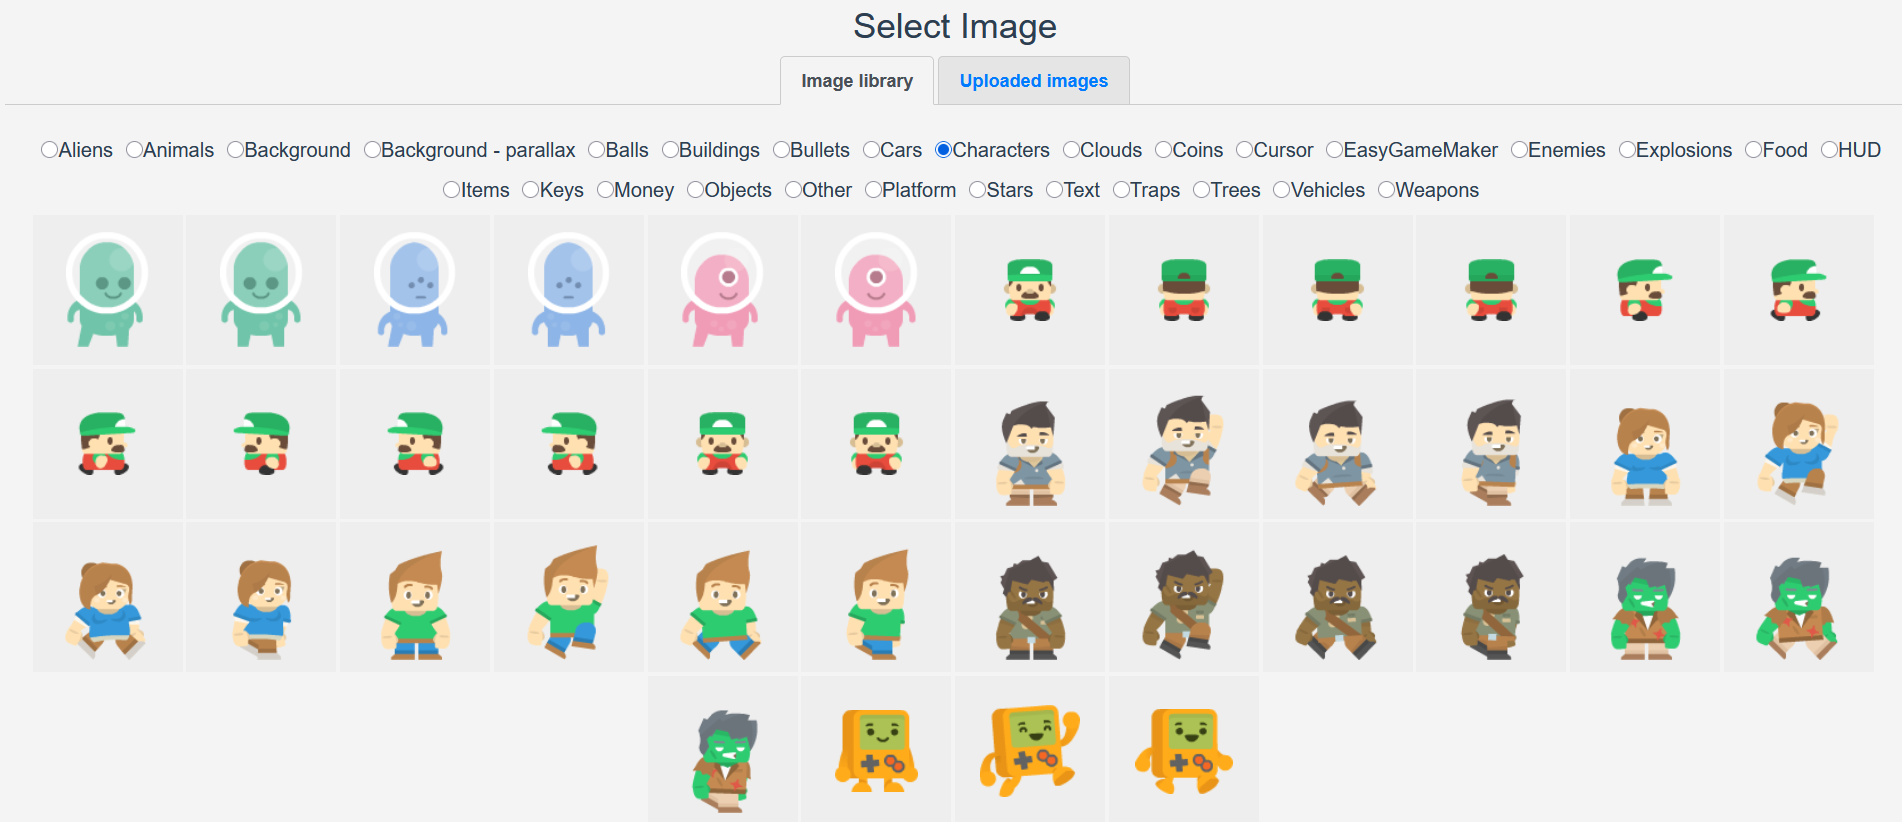 Select Image
Image library Uploaded images
Aliens Animals Background Background - parallax Balls Buildings Bullets Cars Characters Clouds Coins Cursor EasyGameMaker Enemies Explosions Food HUD
Items Keys Money Objects Other Platform Stars Text Traps Trees Vehicles Weapons